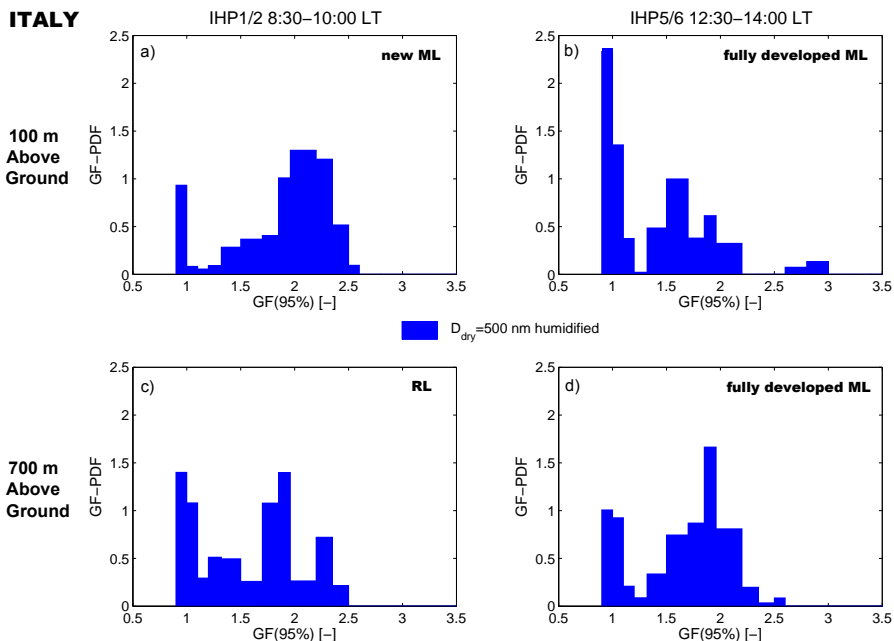 ITALY
IHP1/2 8:30−10:00 LT
IHP5/6 12:30−14:00 LT
100 m
Above
Ground
a)
new ML
GF−PDF
2.5
2
1.5
1
0.5
0
0.5 1 1.5 2 2.5 3 3.5
GF(95%) [−]
b)
fully developed ML
GF−PDF
2.5
2
1.5
1
0.5
0
0.5 1 1.5 2 2.5 3 3.5
GF(95%) [−]
Ddry=500 nm humidified
700 m
Above
Ground
c)
RL
GF−PDF
2.5
2
1.5
1
0.5
0
0.5 1 1.5 2 2.5 3 3.5
GF(95%) [−]
d)
fully developed ML
GF−PDF
2.5
2
1.5
1
0.5
0
0.5 1 1.5 2 2.5 3 3.5
GF(95%) [−]